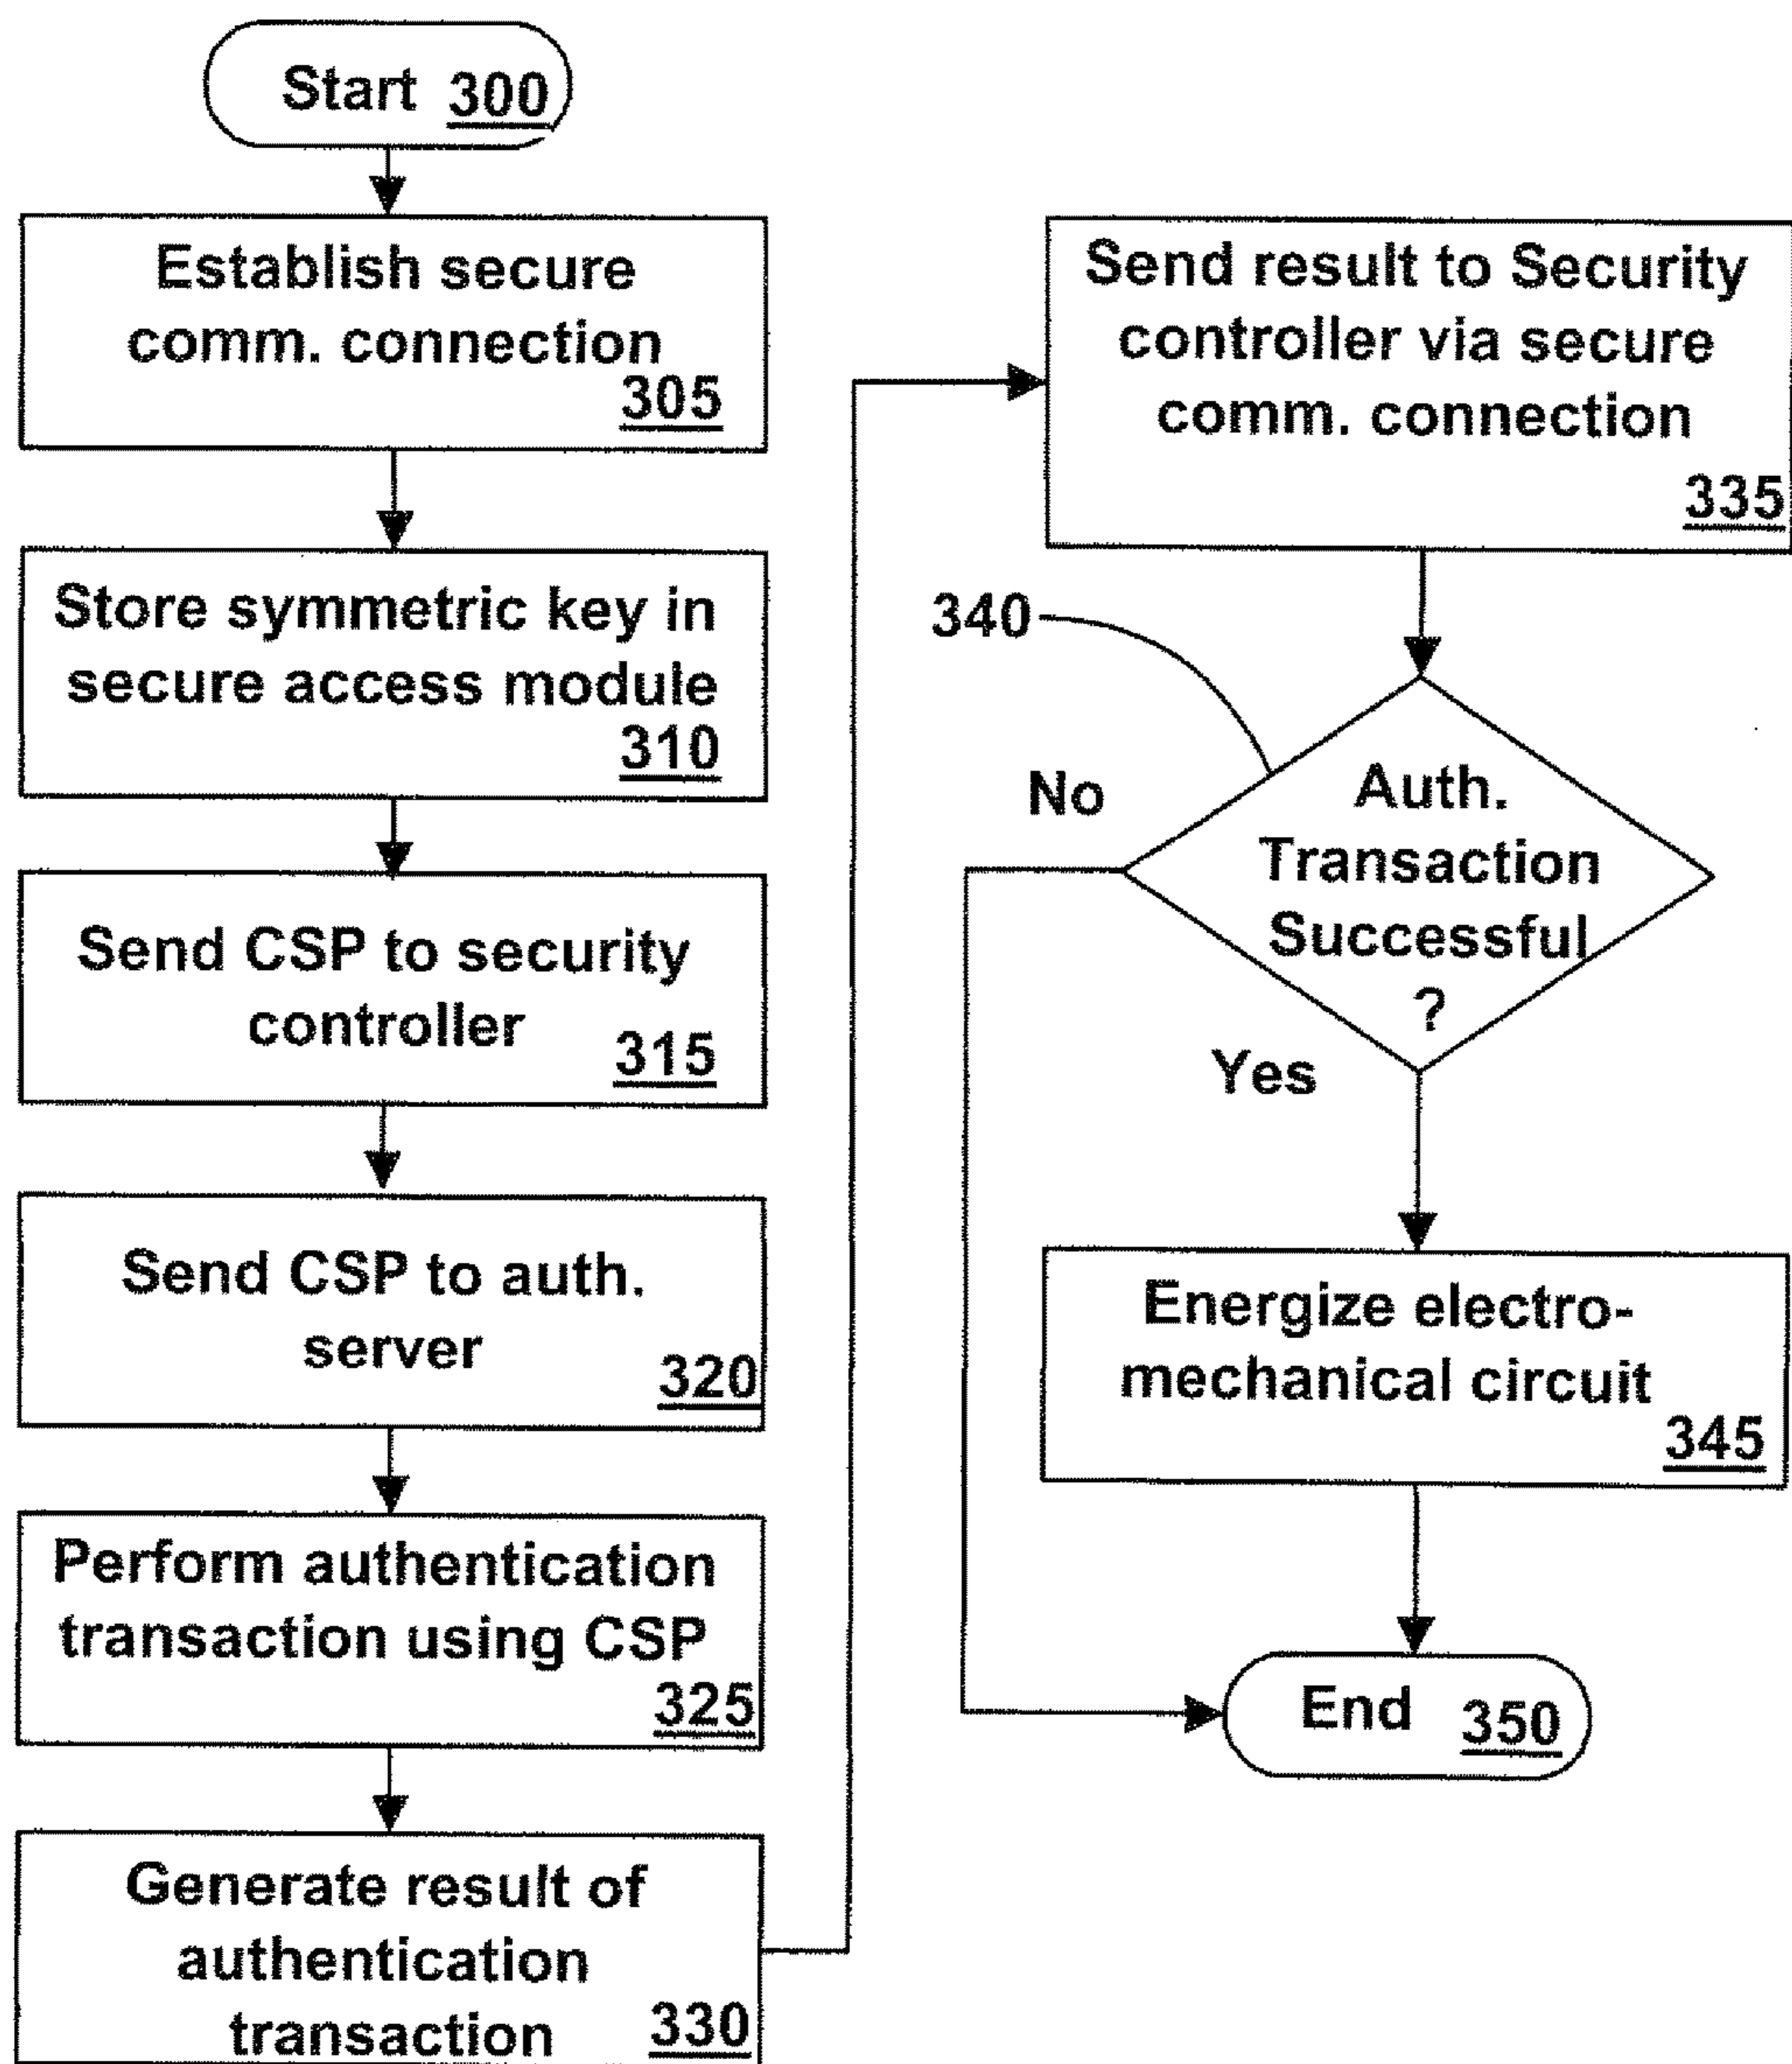 Start 300
Establish secure
comm. connection
305
Store symmetric key in
secure access module
310
Send CSP to security
controller 315
Send CSP to auth.
server 320
Perform authentication
transaction using CSP
325
Generate result of
authentication
transaction 330
Send result to Security
controller via secure
comm. connection
335
340
Auth.
Transaction
Successful
?
No
Yes
Energize electro-
mechanical circuit
345
End 350